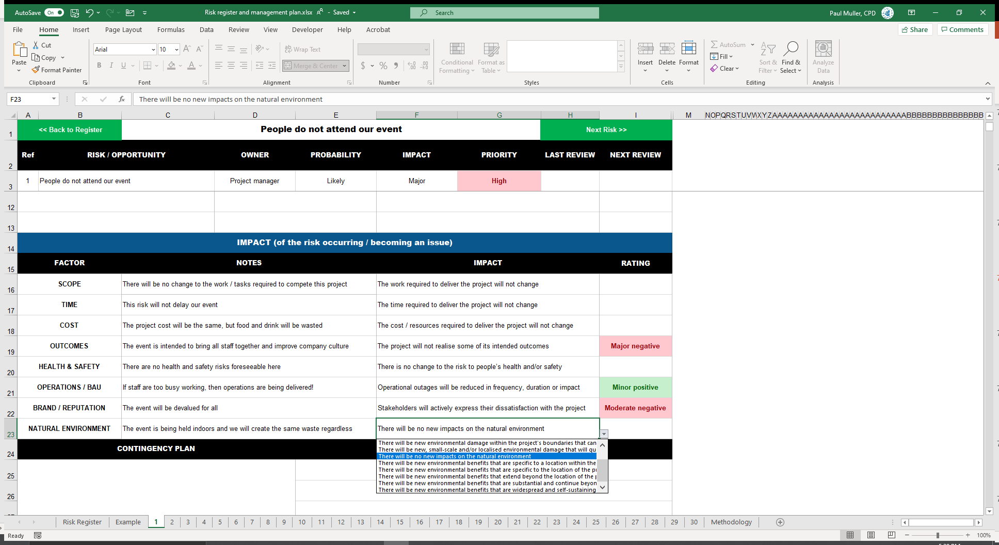 AutoSave On Risk register and management plan.xlsx - Saved Search Paul Muller, CPD
File Home Insert Page Layout Formulas Data Review View Developer Help Acrobat Share Comments
Cut
Copy
Format Painter
Paste
Clipboard
Arial 10
B I U A
Font
ab Wrap Text
Merge & Center
Alignment
$ %
Number
Conditional Formatting
Format as Table
Styles
Insert Delete Format
Cells
AutoSum
Fill
Clear
Sort & Filter
Find & Select
Editing
Analyze Data
Analysis
F23 fx There will be no new impacts on the natural environment
A B C D E F G H I M
1 << Back to Register People do not attend our event Next Risk >>
2 Ref RISK / OPPORTUNITY OWNER PROBABILITY IMPACT PRIORITY LAST REVIEW NEXT REVIEW
3 1 People do not attend our event Project manager Likely Major High
12
13
14 IMPACT (of the risk occurring / becoming an issue)
15 FACTOR NOTES IMPACT RATING
16 SCOPE There will be no change to the work / tasks required to compete this project The work required to deliver the project will not change
17 TIME This risk will not delay our event The time required to deliver the project will not change
18 COST The project cost will be the same, but food and drink will be wasted The cost / resources required to deliver the project will not change
19 OUTCOMES The event is intended to bring all staff together and improve company culture The project will not realise some of its intended outcomes Major negative
20 HEALTH & SAFETY There are no health and safety risks foreseeable here There is no change to the risk to people's health and/or safety
21 OPERATIONS / BAU If staff are too busy working, then operations are being delivered! Operational outages will be reduced in frequency, duration or impact Minor positive
22 BRAND / REPUTATION The event will be devalued for all Stakeholders will actively express their dissatisfaction with the project Moderate negative
23 NATURAL ENVIRONMENT The event is being held indoors and we will create the same waste regardless There will be no new impacts on the natural environment
24 CONTINGENCY PLAN
25
26
There will be new environmental damage within the project's boundaries that can
There will be new, small-scale and/or localised environmental damage that will qu
There will be no new impacts on the natural environment
There will be new environmental benefits that are specific to a location within the
There will be new environmental benefits that are specific to the location of the p
There will be new environmental benefits that extend beyond the location of the
There will be new environmental benefits that are substantial and continue beyon
There will be new environmental benefits that are widespread and self-sustaining
Risk Register Example 1 2 3 4 5 6 7 8 9 10 11 12 13 14 15 16 17 18 19 20 21 22 23 24 25 26 27 28 29 30 Methodology
Ready 100%